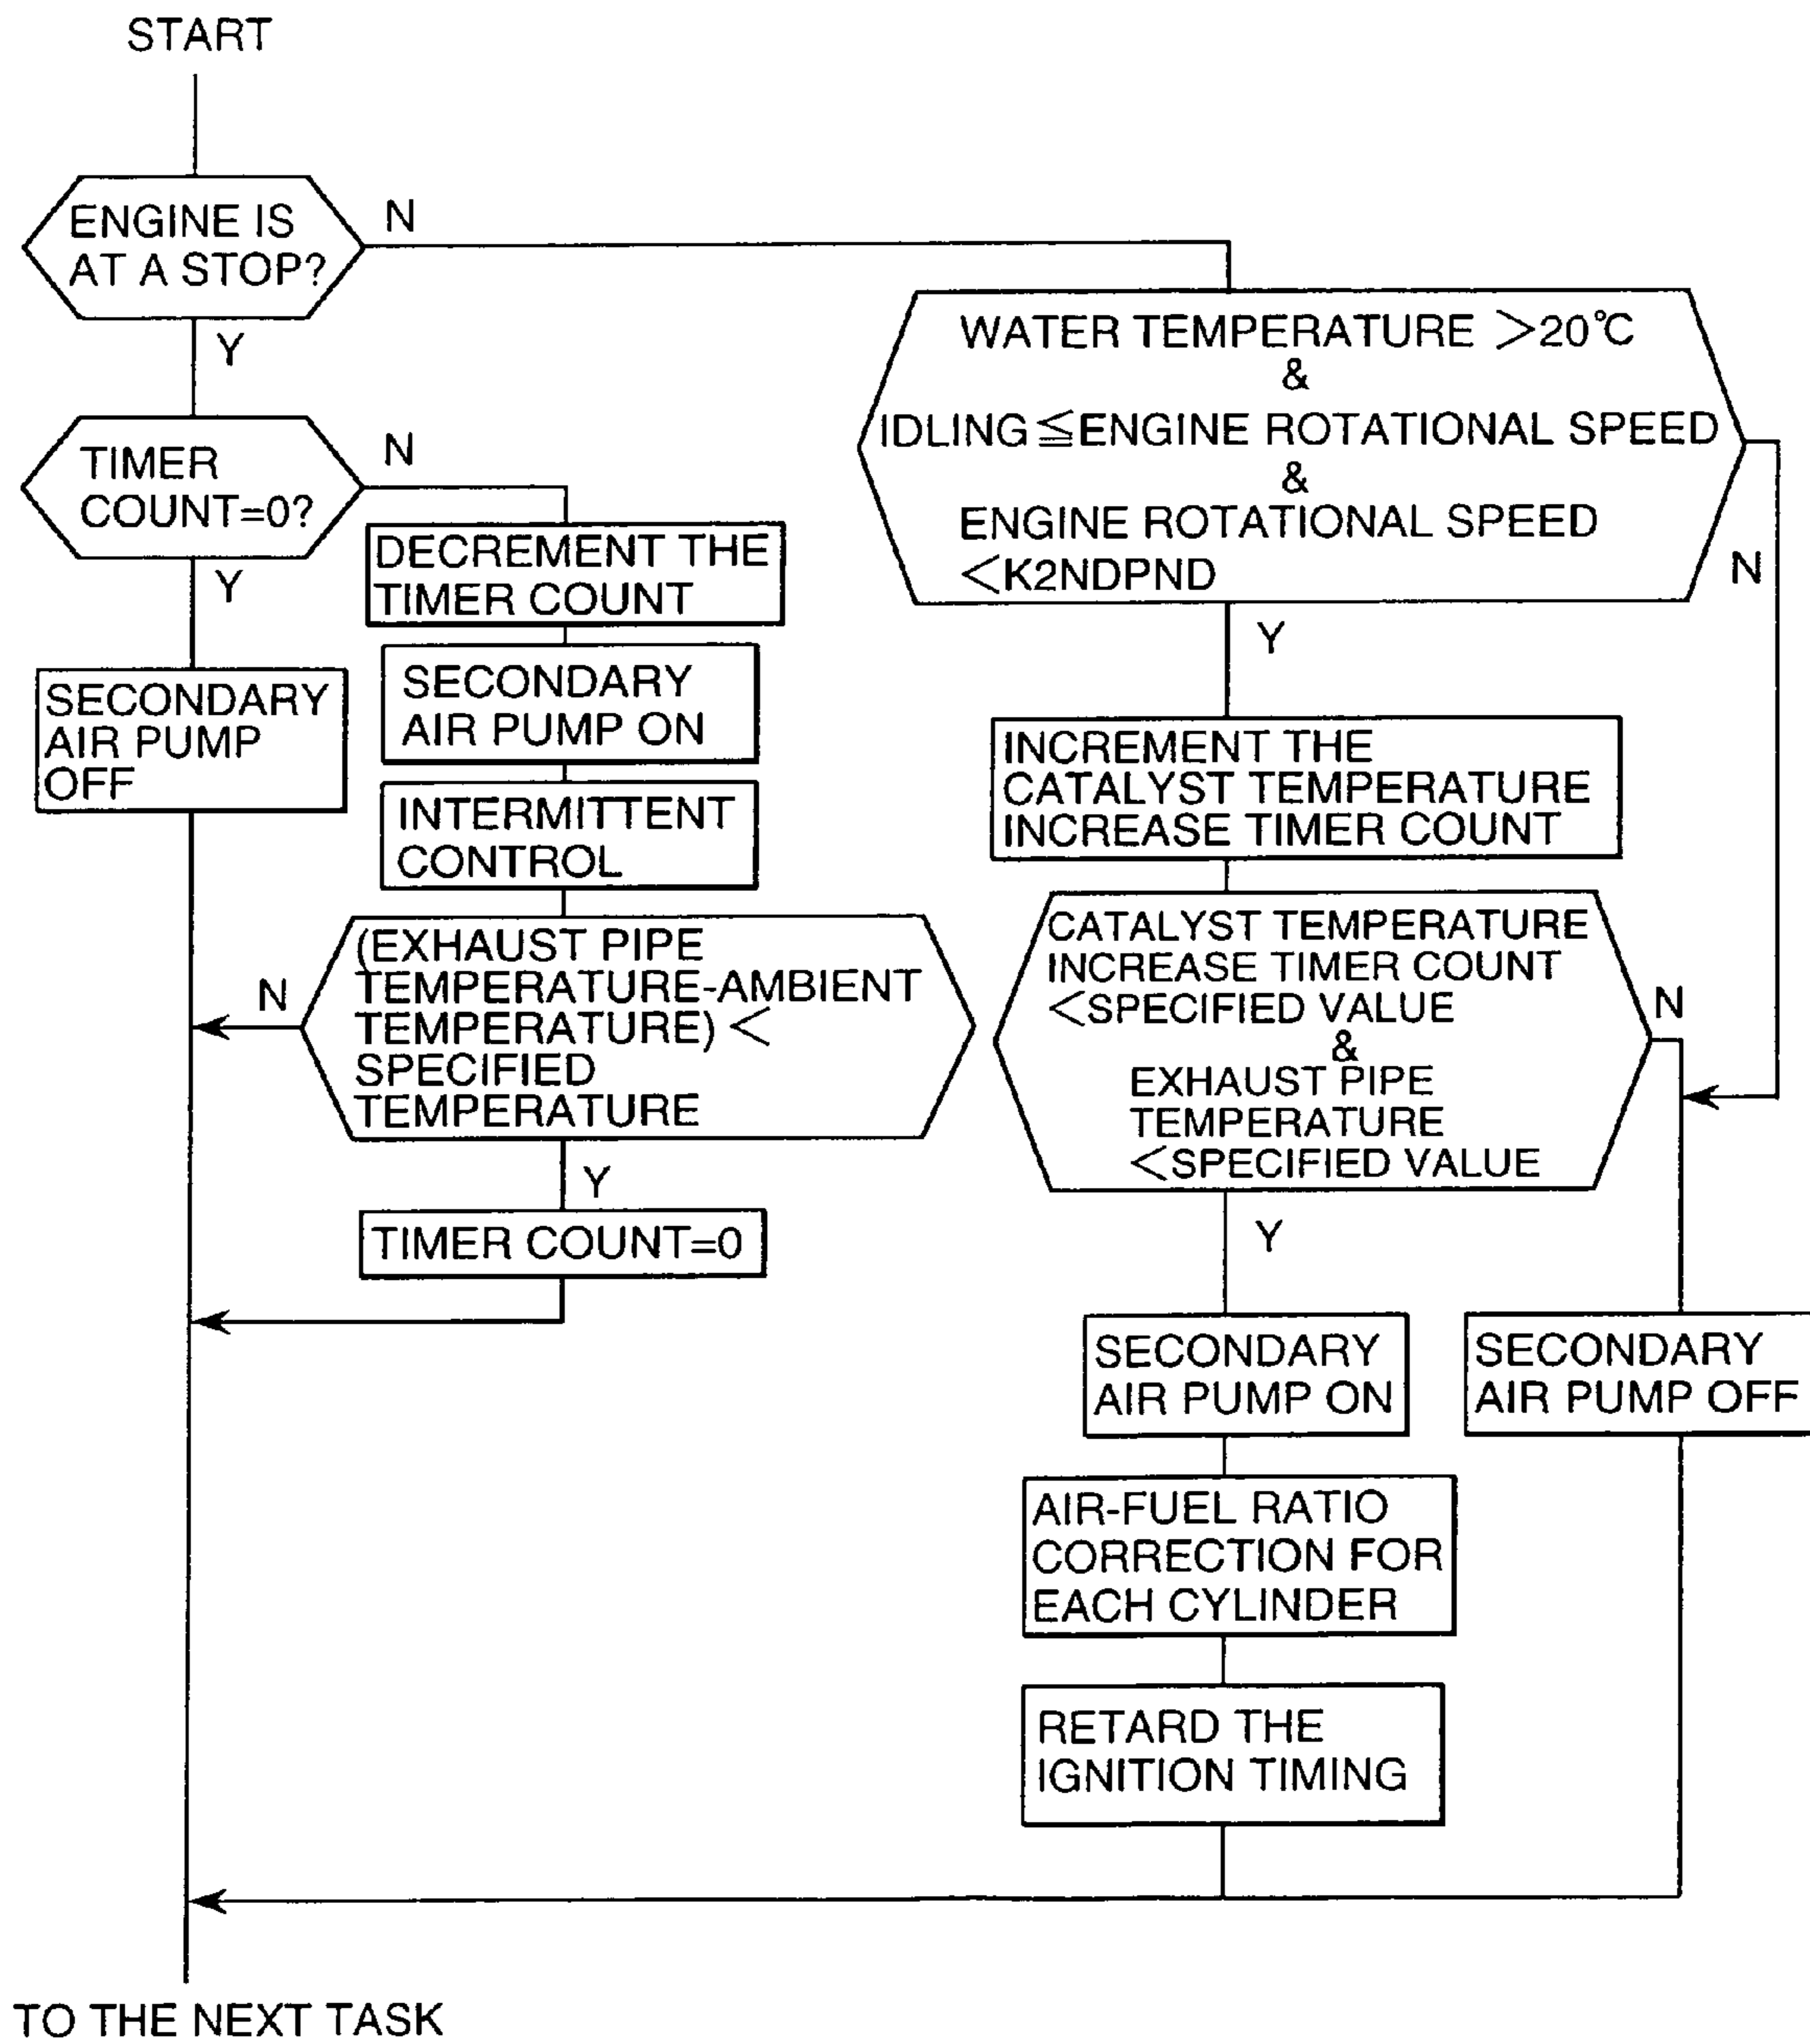 START
ENGINE IS
AT A STOP?
N
Y
TIMER
COUNT=0?
N
Y
SECONDARY
AIR PUMP
OFF
DECREMENT THE
TIMER COUNT
SECONDARY
AIR PUMP ON
INTERMITTENT
CONTROL
(EXHAUST PIPE
TEMPERATURE-AMBIENT
TEMPERATURE) <
SPECIFIED
TEMPERATURE
N
Y
TIMER COUNT=0
WATER TEMPERATURE >20℃
&
IDLING≦ENGINE ROTATIONAL SPEED
&
ENGINE ROTATIONAL SPEED
<K2NDPND
N
Y
INCREMENT THE
CATALYST TEMPERATURE
INCREASE TIMER COUNT
CATALYST TEMPERATURE
INCREASE TIMER COUNT
<SPECIFIED VALUE
&
EXHAUST PIPE
TEMPERATURE
<SPECIFIED VALUE
N
Y
SECONDARY
AIR PUMP ON
SECONDARY
AIR PUMP OFF
AIR-FUEL RATIO
CORRECTION FOR
EACH CYLINDER
RETARD THE
IGNITION TIMING
TO THE NEXT TASK